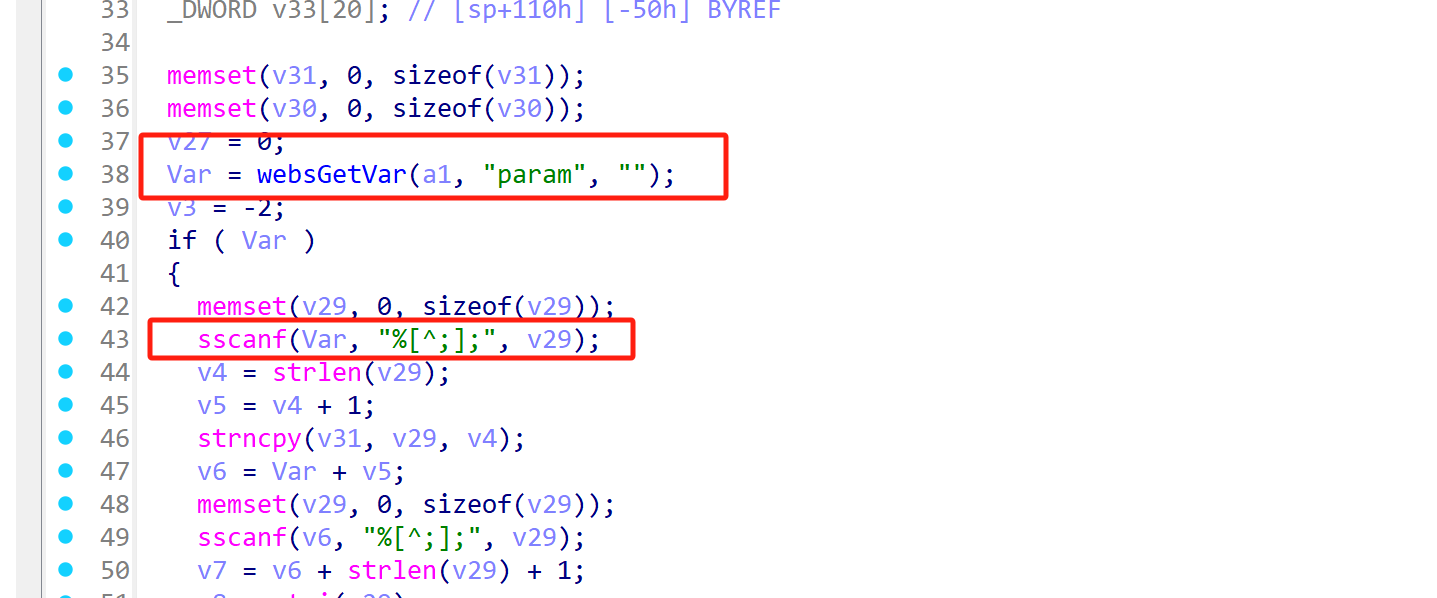 33 _DWORD v33[20]; // [sp+110h] [-50h] BYREF
34
35 memset(v31, 0, sizeof(v31));
36 memset(v30, 0, sizeof(v30));
37 v27 = 0;
38 Var = websGetVar(a1, "param", "");
39 v3 = -2;
40 if ( Var )
41 {
42 memset(v29, 0, sizeof(v29));
43 sscanf(Var, "%[^;];", v29);
44 v4 = strlen(v29);
45 v5 = v4 + 1;
46 strncpy(v31, v29, v4);
47 v6 = Var + v5;
48 memset(v29, 0, sizeof(v29));
49 sscanf(v6, "%[^;];", v29);
50 v7 = v6 + strlen(v29) + 1;